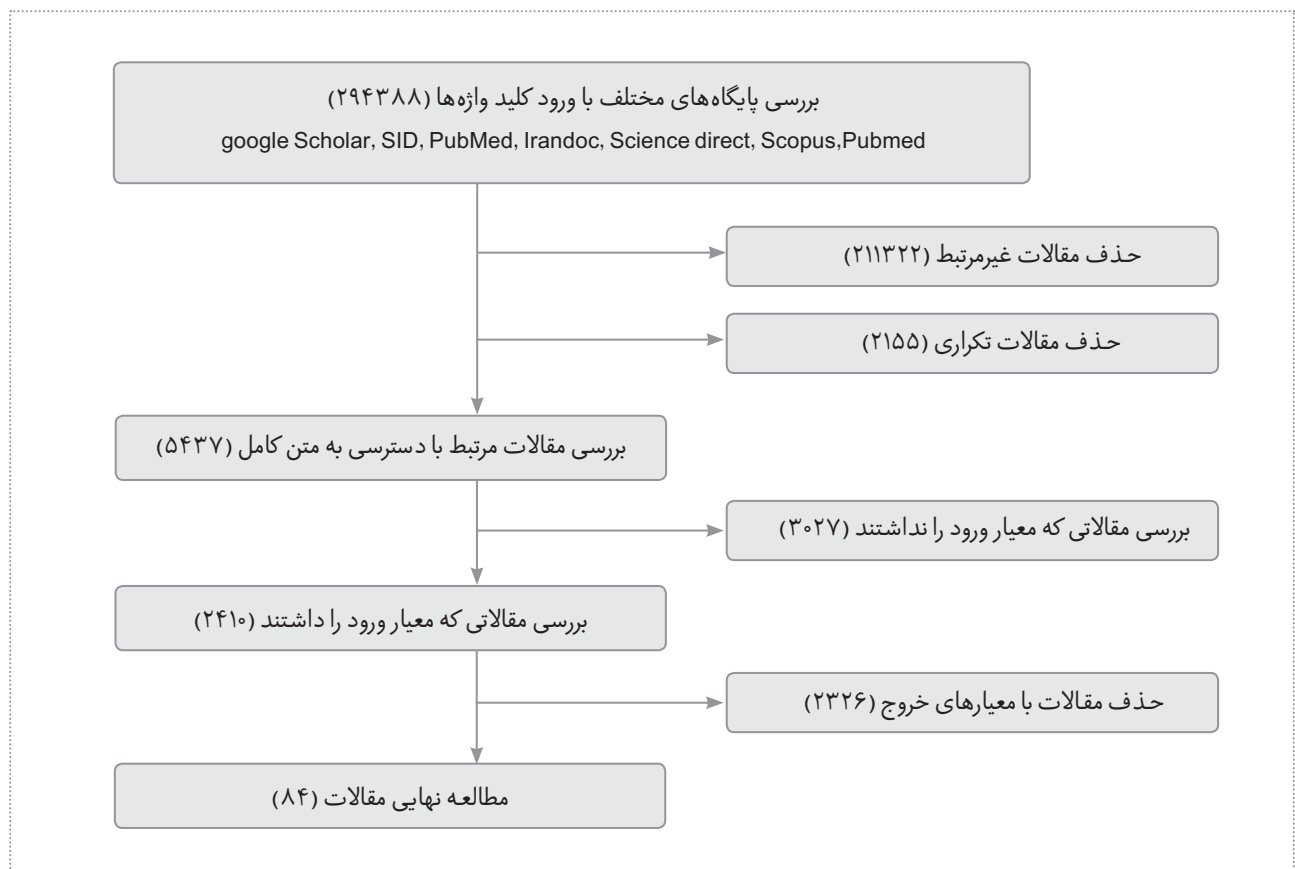 بررسی پایگاه‌های مختلف با ورود کلید واژه‌ها (۲۹۴۳۸۸)
google Scholar, SID, PubMed, Irandoc, Science direct, Scopus,Pubmed
حذف مقالات غیرمرتبط (۲۱۱۳۲۲)
حذف مقالات تکراری (۲۱۵۵)
بررسی مقالات مرتبط با دسترسی به متن کامل (۵۴۳۷)
بررسی مقالاتی که معیار ورود را نداشتند (۳۰۲۷)
بررسی مقالاتی که معیار ورود را داشتند (۲۴۱۰)
حذف مقالات با معیارهای خروج (۲۳۲۶)
مطالعه نهایی مقالات (۸۴)